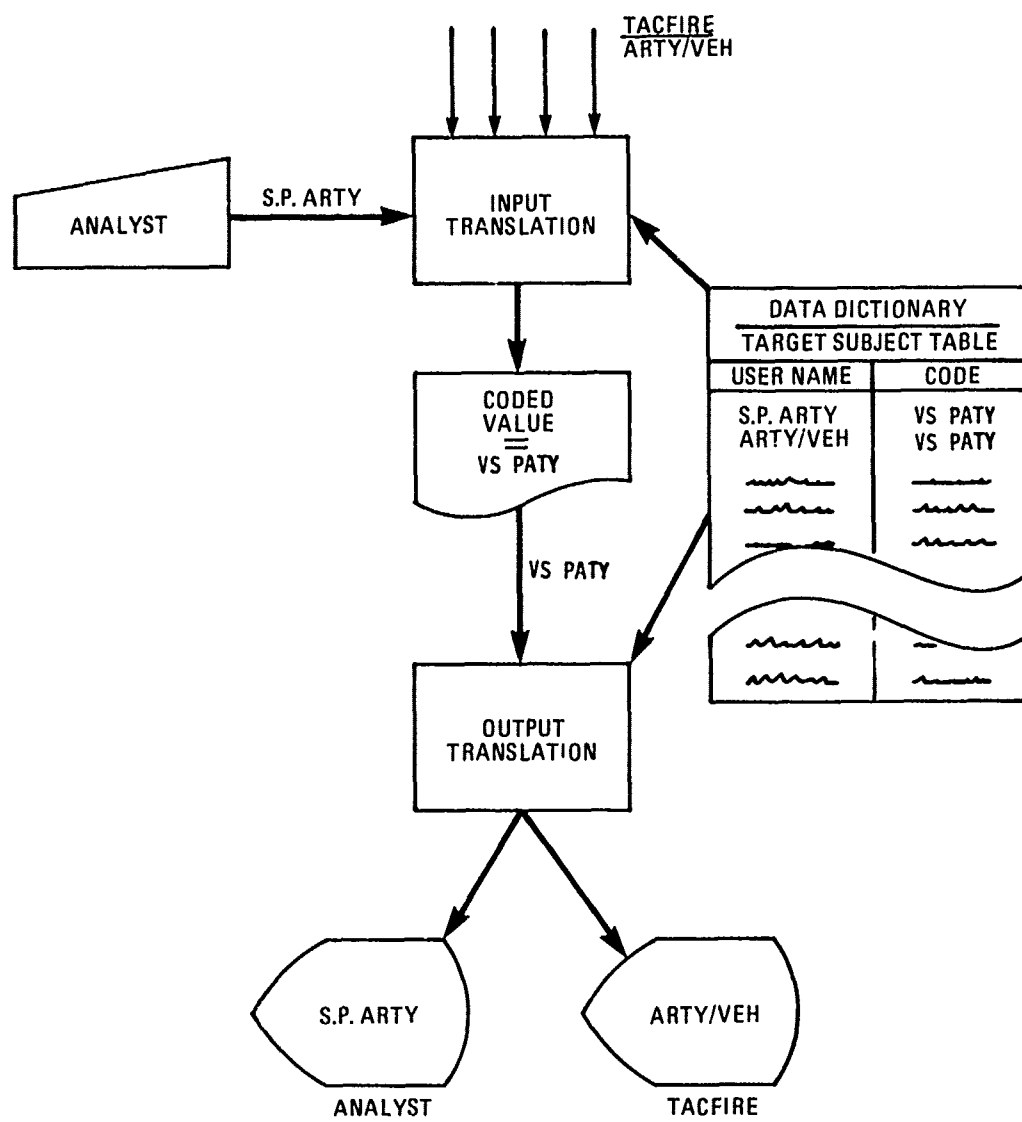 TACFIRE
ARTY/VEH
ANALYST
S.P. ARTY
INPUT
TRANSLATION
DATA DICTIONARY
TARGET SUBJECT TABLE
USER NAME CODE
S.P. ARTY VS PATY
ARTY/VEH VS PATY
CODED
VALUE
=
VS PATY
VS PATY
OUTPUT
TRANSLATION
S.P. ARTY
ARTY/VEH
ANALYST
TACFIRE